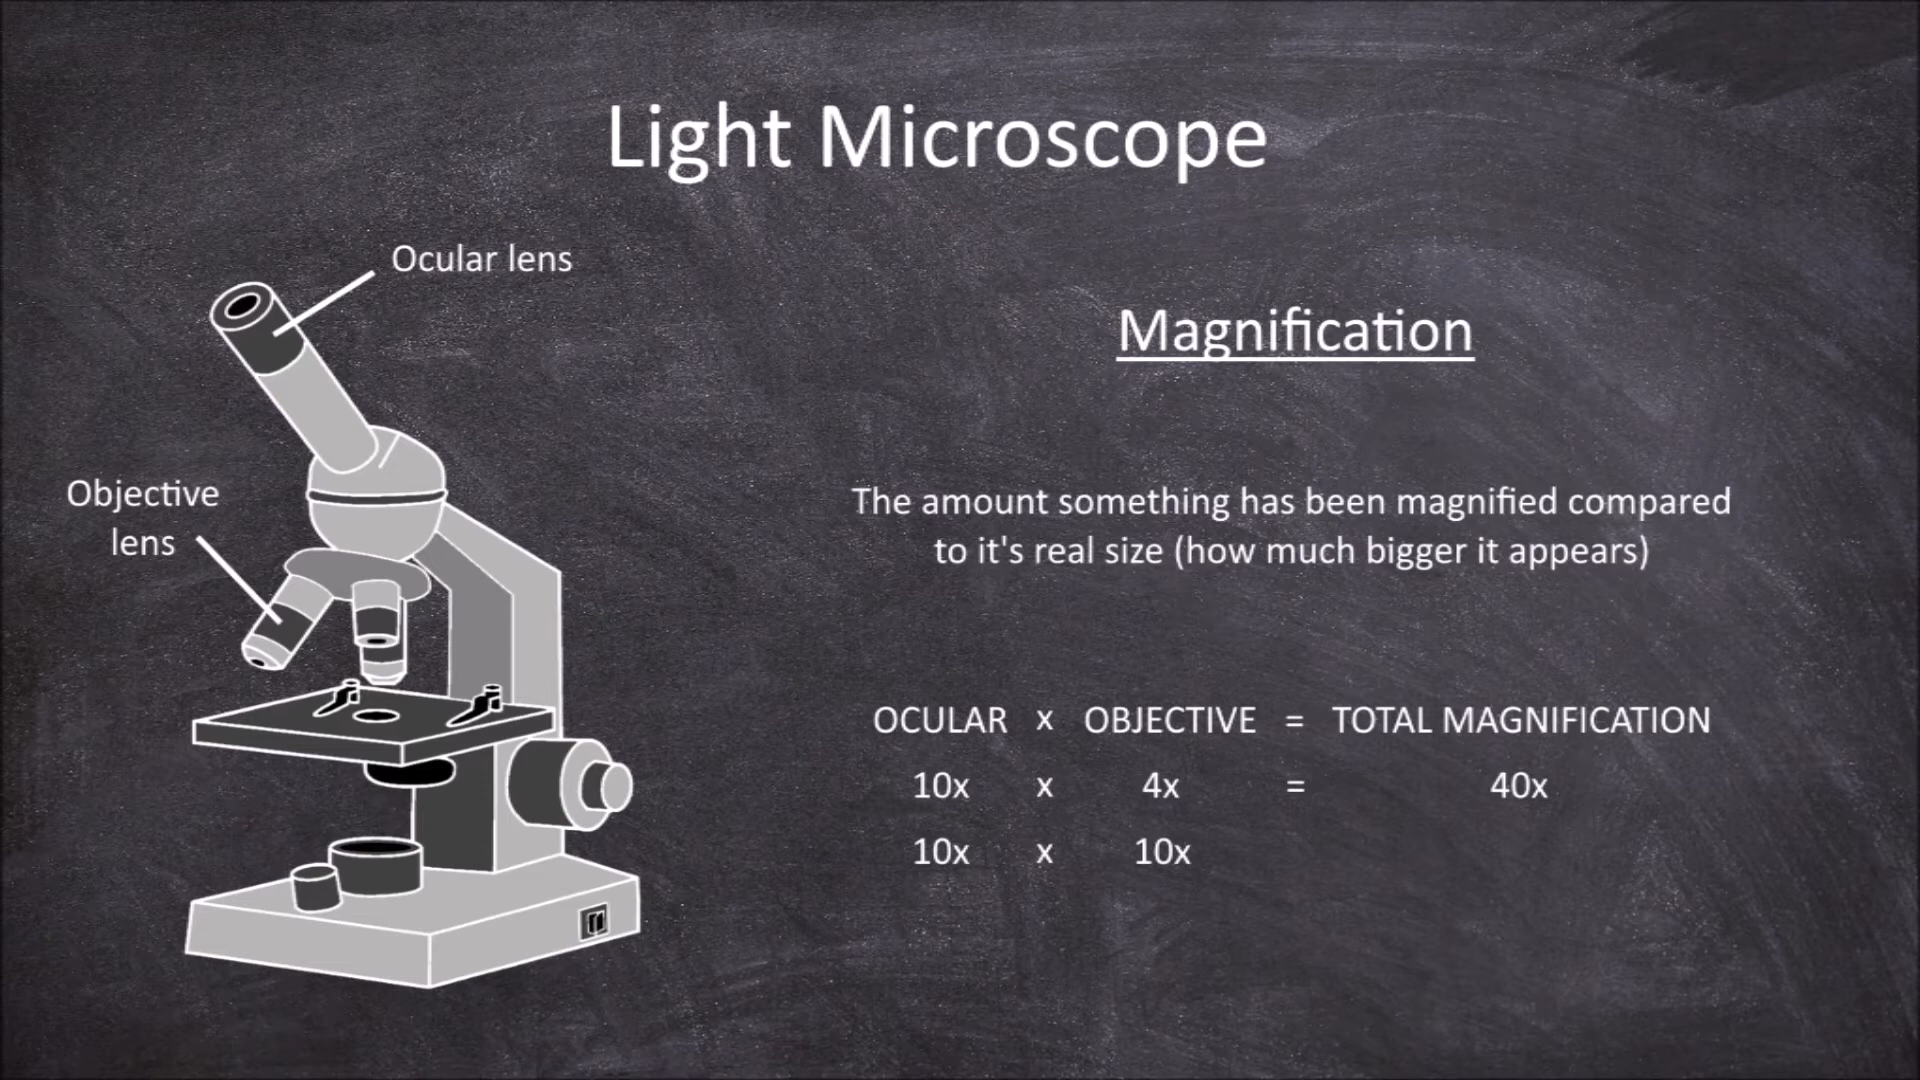 Light Microscope
Ocular lens
Objective
lens
Magnification
The amount something has been magnified compared
to it's real size (how much bigger it appears)
OCULAR x OBJECTIVE = TOTAL MAGNIFICATION
10x x 4x = 40x
10x x 10x